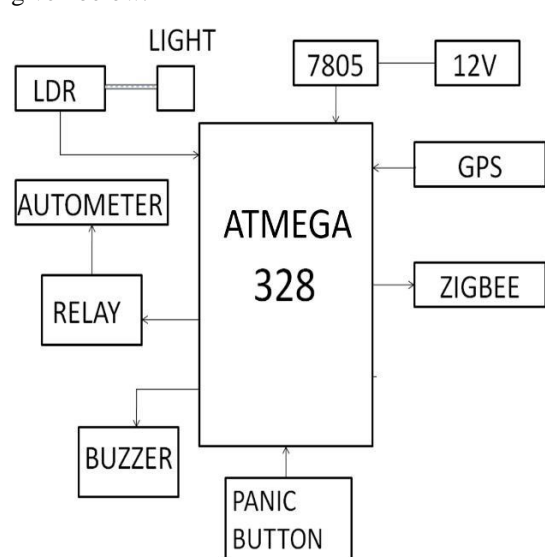 LIGHT
7805
12V
LDR
GPS
AUTOMETER
ATMEGA
328
ZIGBEE
RELAY
BUZZER
PANIC
BUTTON